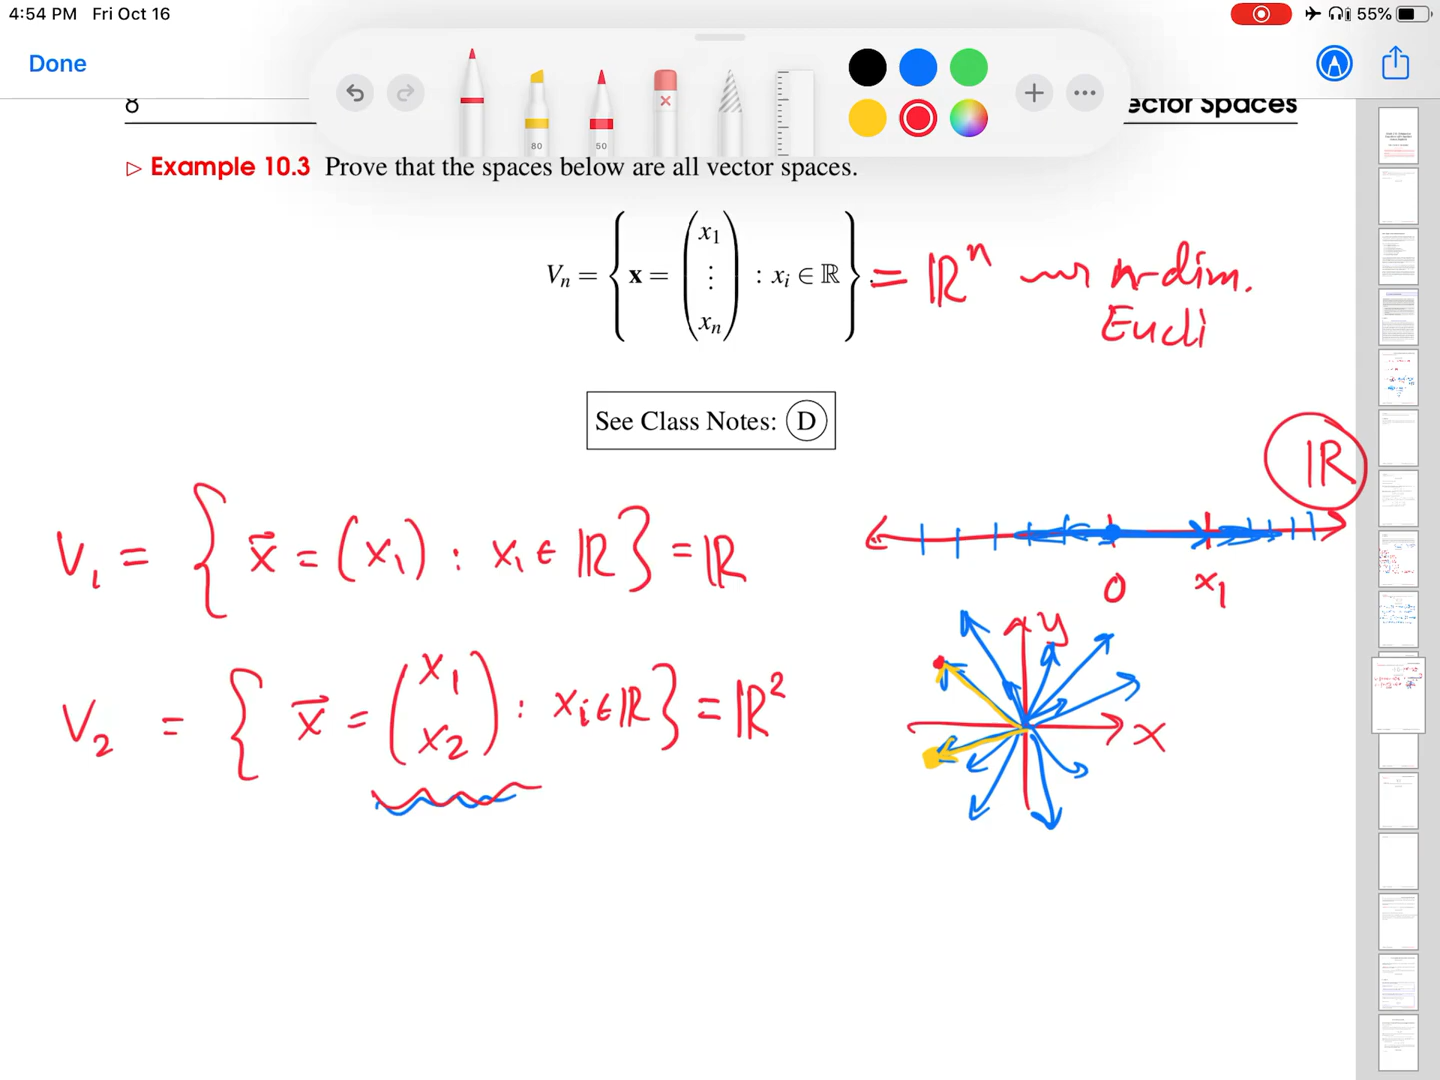 4:54 PM Fri Oct 16 55%
Done
80 50
8 ector Spaces
▷ Example 10.3 Prove that the spaces below are all vector spaces.
Vₙ = { x = (x₁ ⋮ xₙ) : xᵢ ∈ ℝ } . = ℝⁿ n-dim.
Eucli
See Class Notes: D
ℝ
V₁ = { x⃗ = (x₁) : x₁ ∈ ℝ } = ℝ
0 x₁
y
V₂ = { x⃗ = (x₁ x₂) : xᵢ ∈ ℝ } = ℝ²
x